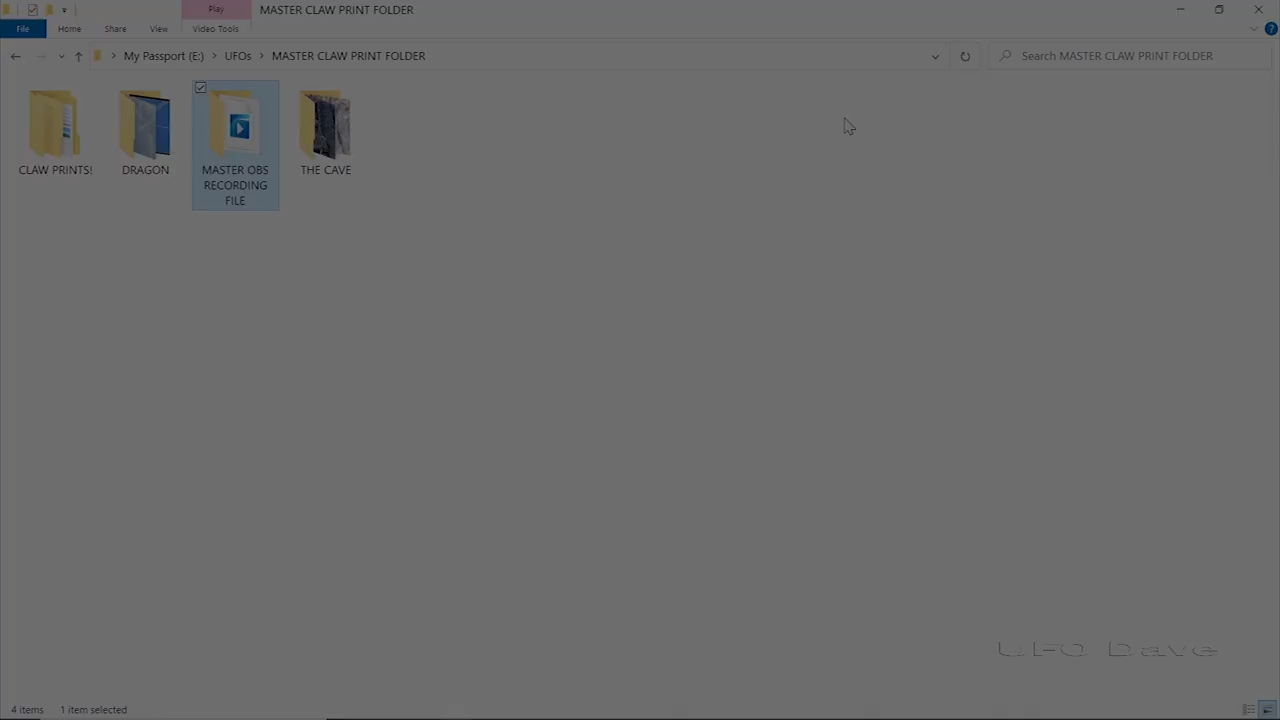 Play
MASTER CLAW PRINT FOLDER
File
Home
Share
View
Video Tools
My Passport (E:)
UFOs
MASTER CLAW PRINT FOLDER
Search MASTER CLAW PRINT FOLDER
CLAW PRINTS!
DRAGON
MASTER OBS
RECORDING
FILE
THE CAVE
UFO Dave
4 items
1 item selected